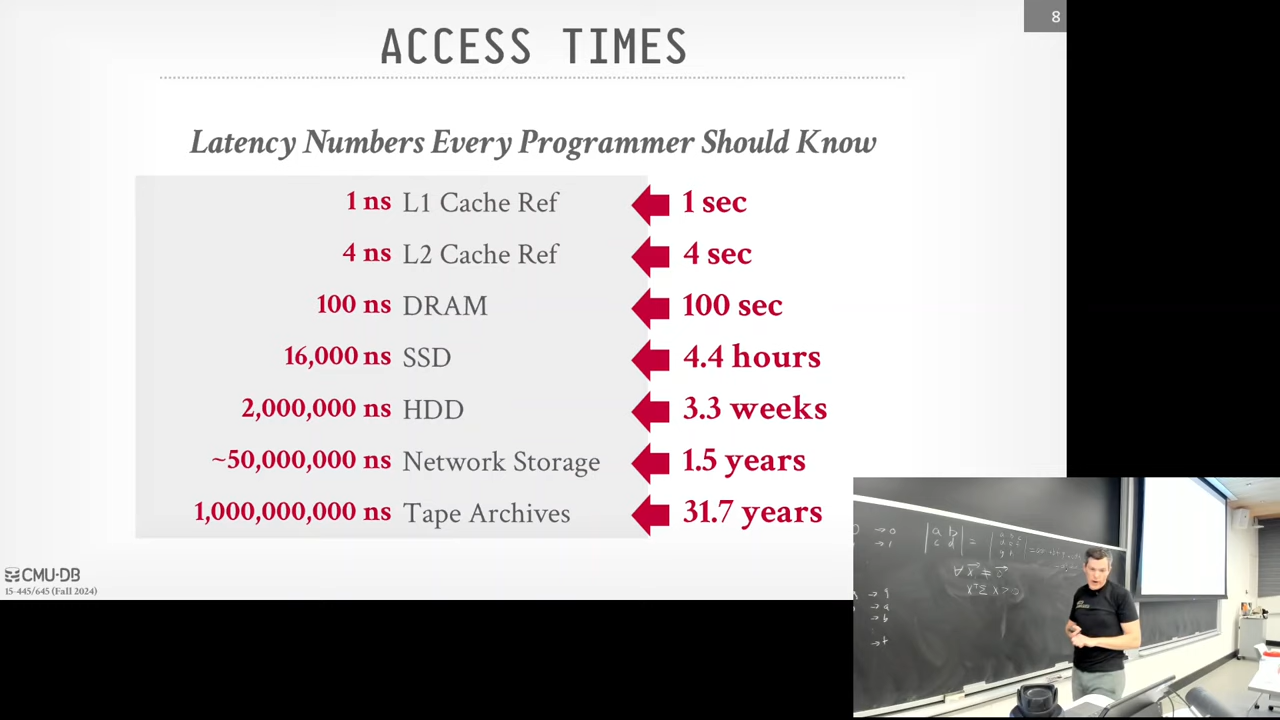 8
ACCESS TIMES
Latency Numbers Every Programmer Should Know
1 ns L1 Cache Ref 1 sec
4 ns L2 Cache Ref 4 sec
100 ns DRAM 100 sec
16,000 ns SSD 4.4 hours
2,000,000 ns HDD 3.3 weeks
~50,000,000 ns Network Storage 1.5 years
1,000,000,000 ns Tape Archives 31.7 years
CMU·DB
15-445/645 (Fall 2024)